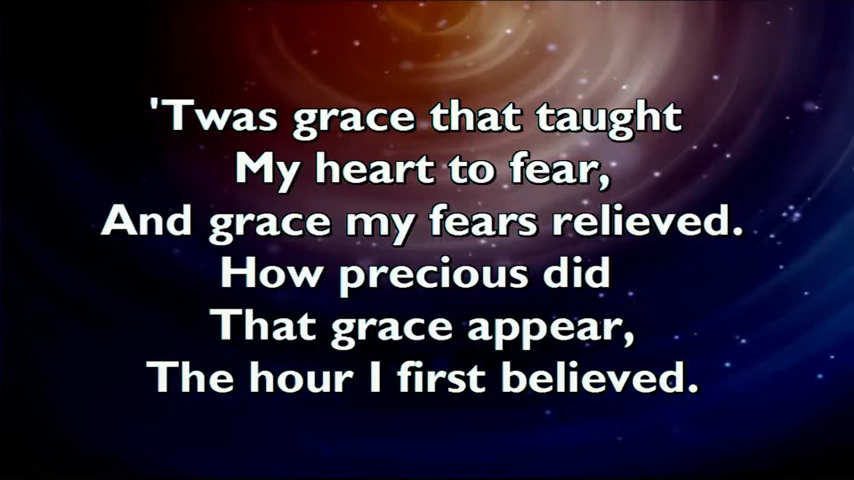 'Twas grace that taught
My heart to fear,
And grace my fears relieved.
How precious did
That grace appear,
The hour I first believed.